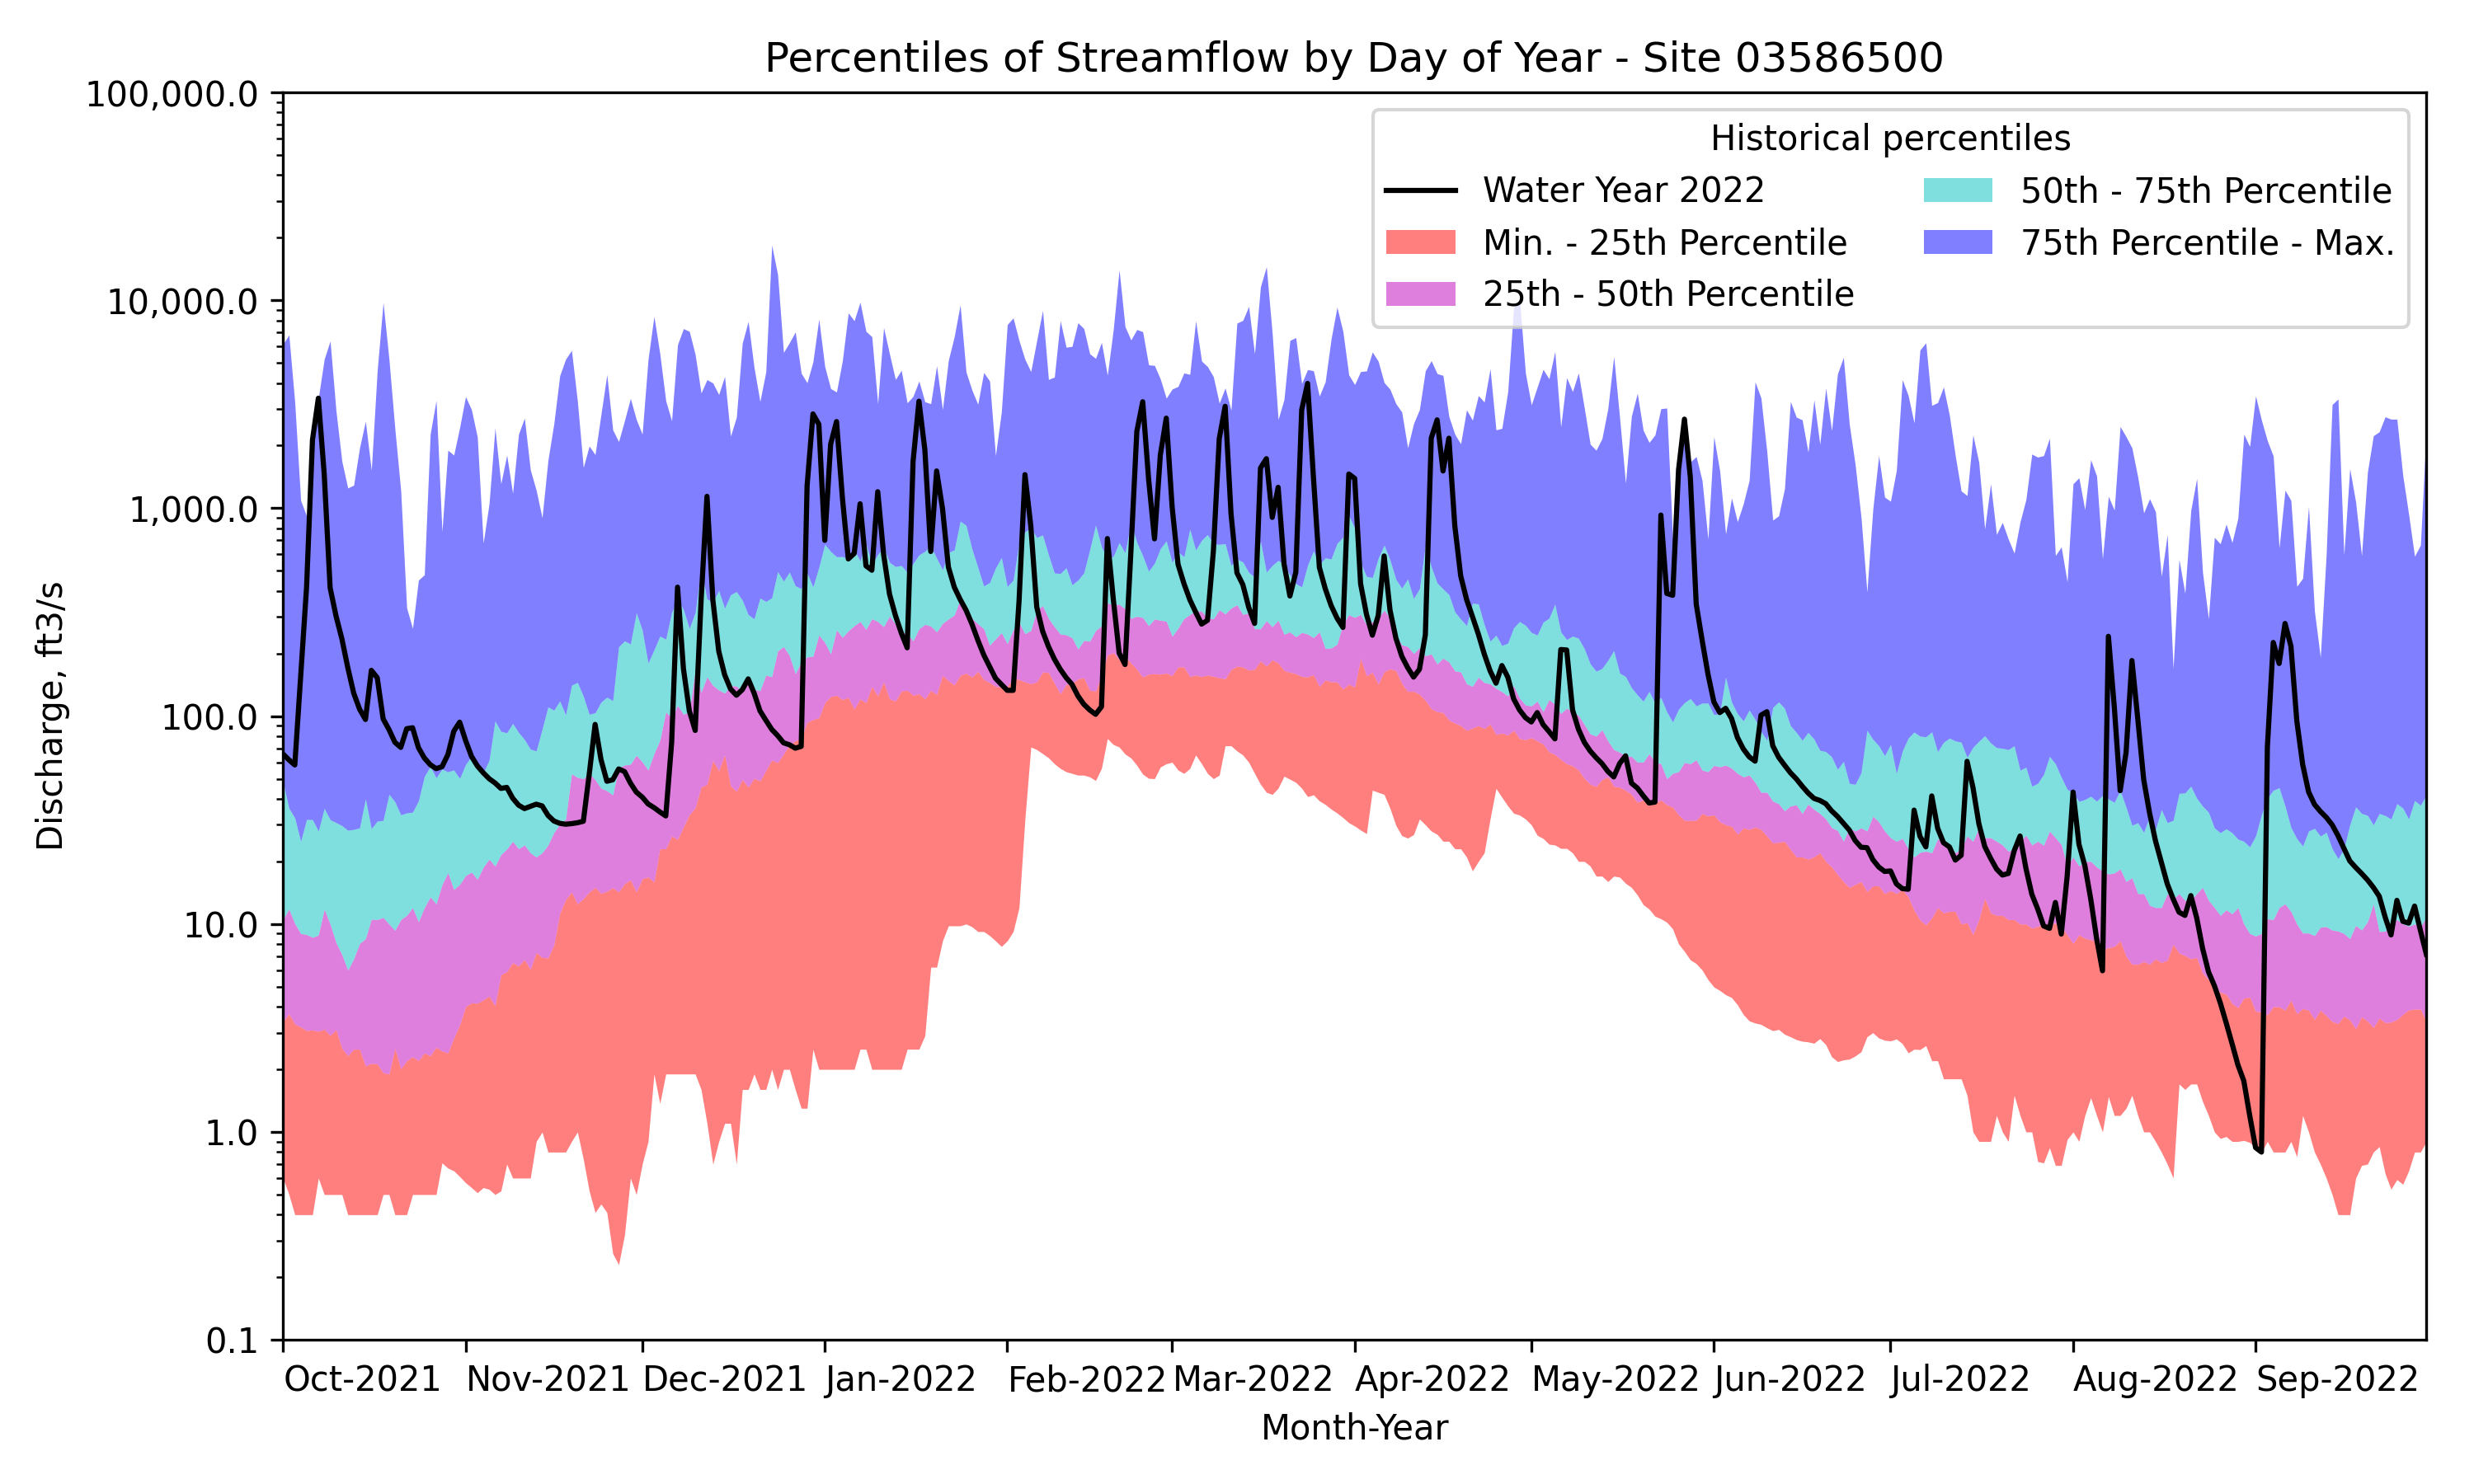 Percentiles of Streamflow by Day of Year - Site 03586500
100,000.0
10,000.0
1,000.0
100.0
10.0
1.0
0.1
Discharge, ft3/s
Historical percentiles
Water Year 2022
Min. - 25th Percentile
25th - 50th Percentile
50th - 75th Percentile
75th Percentile - Max.
Oct-2021
Nov-2021
Dec-2021
Jan-2022
Feb-2022
Mar-2022
Apr-2022
May-2022
Jun-2022
Jul-2022
Aug-2022
Sep-2022
Month-Year